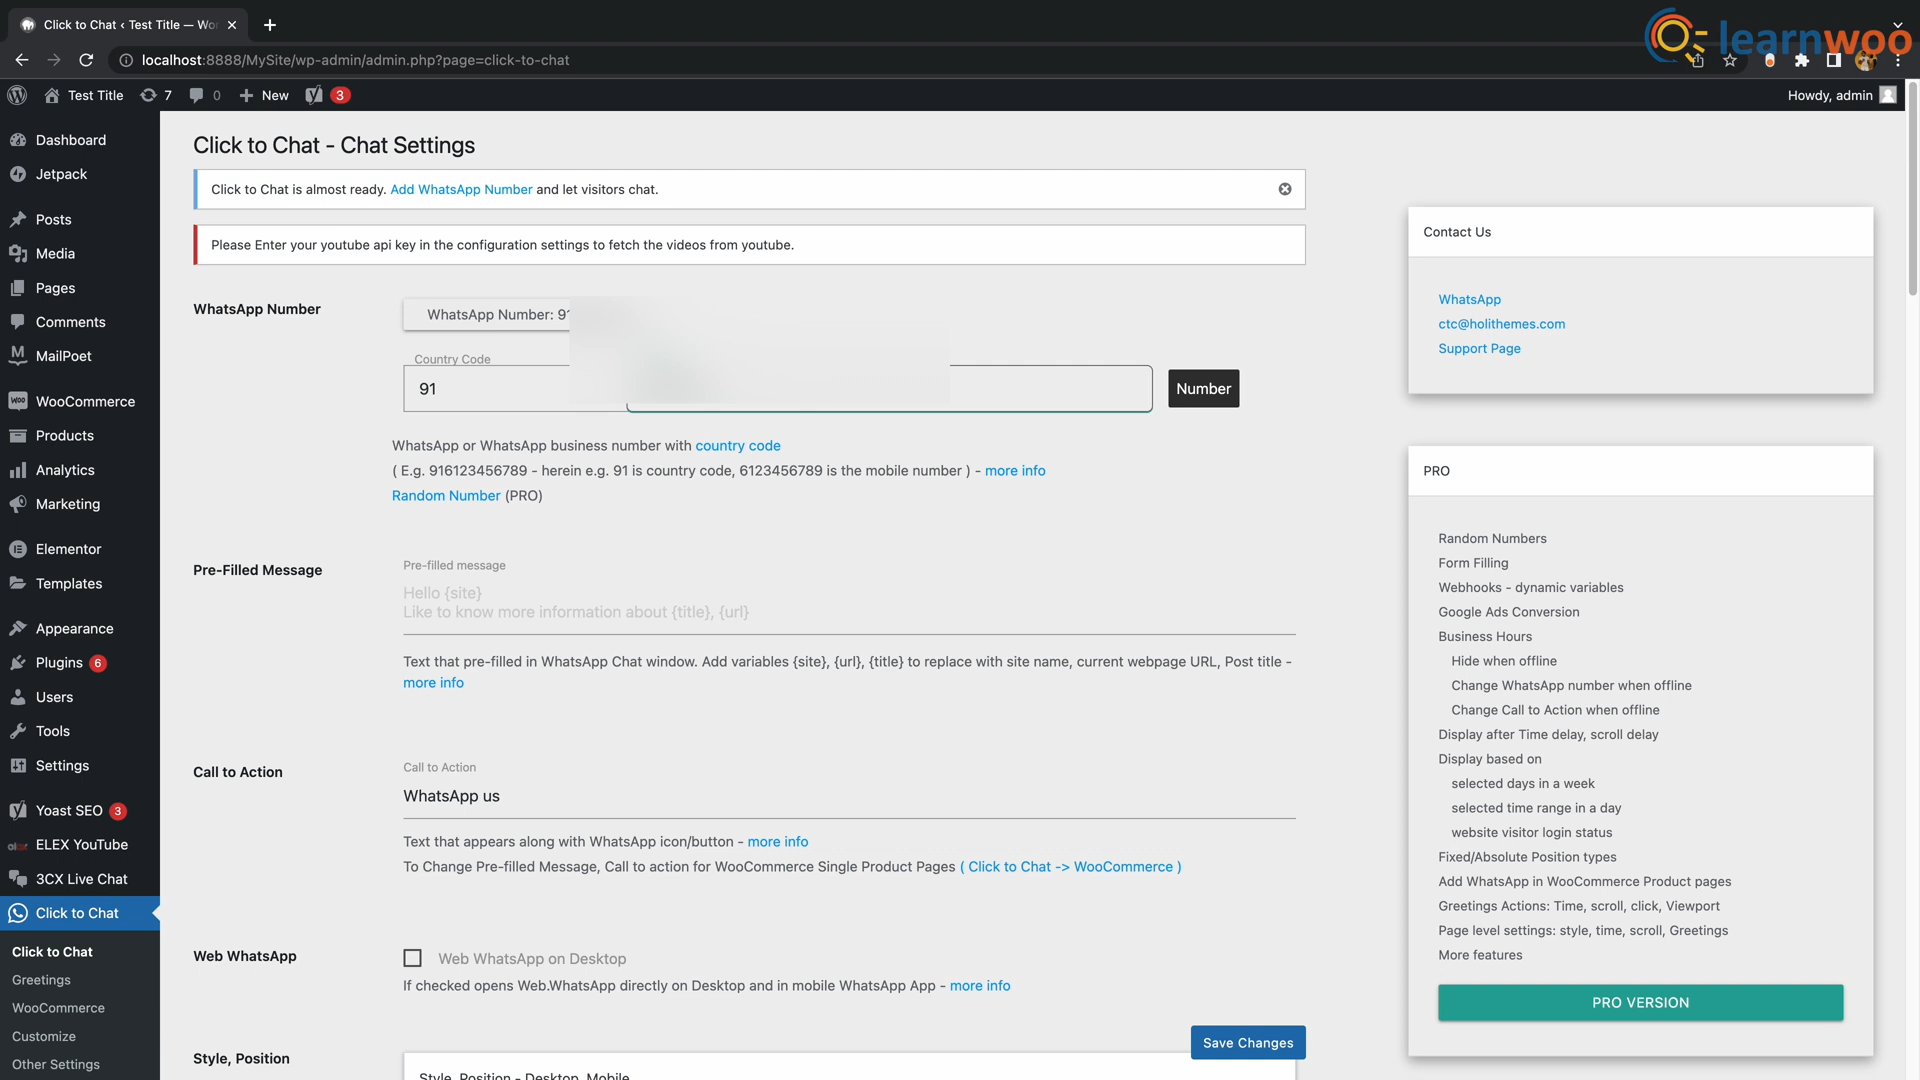 Click to Chat ‹ Test Title — Wo
localhost:8888/MySite/wp-admin/admin.php?page=click-to-chat
learnwoo
Test Title
7
0
New
3
Howdy, admin
Dashboard
Jetpack
Posts
Media
Pages
Comments
MailPoet
WooCommerce
Products
Analytics
Marketing
Elementor
Templates
Appearance
Plugins 6
Users
Tools
Settings
Yoast SEO 3
ELEX YouTube
3CX Live Chat
Click to Chat
Click to Chat
Greetings
WooCommerce
Customize
Other Settings
Click to Chat - Chat Settings
Click to Chat is almost ready. Add WhatsApp Number and let visitors chat.
Please Enter your youtube api key in the configuration settings to fetch the videos from youtube.
WhatsApp Number
WhatsApp Number: 91
Country Code
91
Number
WhatsApp or WhatsApp business number with country code
( E.g. 916123456789 - herein e.g. 91 is country code, 6123456789 is the mobile number ) - more info
Random Number (PRO)
Pre-Filled Message
Pre-filled message
Hello {site}
Like to know more information about {title}, {url}
Text that pre-filled in WhatsApp Chat window. Add variables {site}, {url}, {title} to replace with site name, current webpage URL, Post title -
more info
Call to Action
Call to Action
WhatsApp us
Text that appears along with WhatsApp icon/button - more info
To Change Pre-filled Message, Call to action for WooCommerce Single Product Pages ( Click to Chat -> WooCommerce )
Web WhatsApp
Web WhatsApp on Desktop
If checked opens Web.WhatsApp directly on Desktop and in mobile WhatsApp App - more info
Save Changes
Style, Position
Style, Position - Desktop, Mobile
Contact Us
WhatsApp
ctc@holithemes.com
Support Page
PRO
Random Numbers
Form Filling
Webhooks - dynamic variables
Google Ads Conversion
Business Hours
Hide when offline
Change WhatsApp number when offline
Change Call to Action when offline
Display after Time delay, scroll delay
Display based on
selected days in a week
selected time range in a day
website visitor login status
Fixed/Absolute Position types
Add WhatsApp in WooCommerce Product pages
Greetings Actions: Time, scroll, click, Viewport
Page level settings: style, time, scroll, Greetings
More features
PRO VERSION